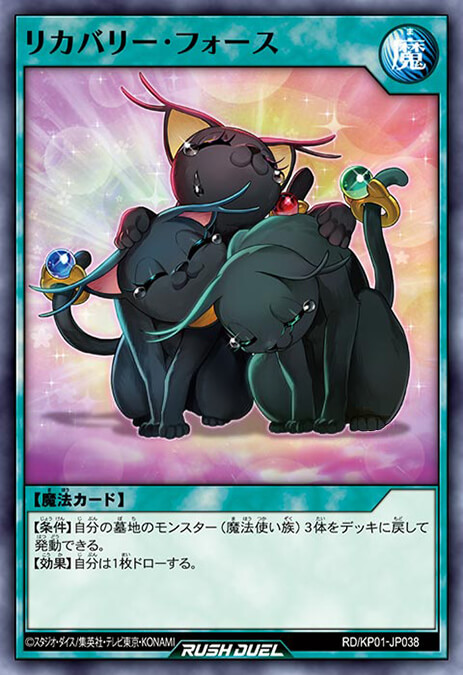 リカバリー・フォース
魔
【魔法カード】
【条件】自分の墓地のモンスター(魔法使い族)3体をデッキに戻して
発動できる。
【効果】自分は1枚ドローする。
©スタジオ・ダイス/集英社・テレビ東京・KONAMI
RUSH DUEL
RD/KP01-JP038